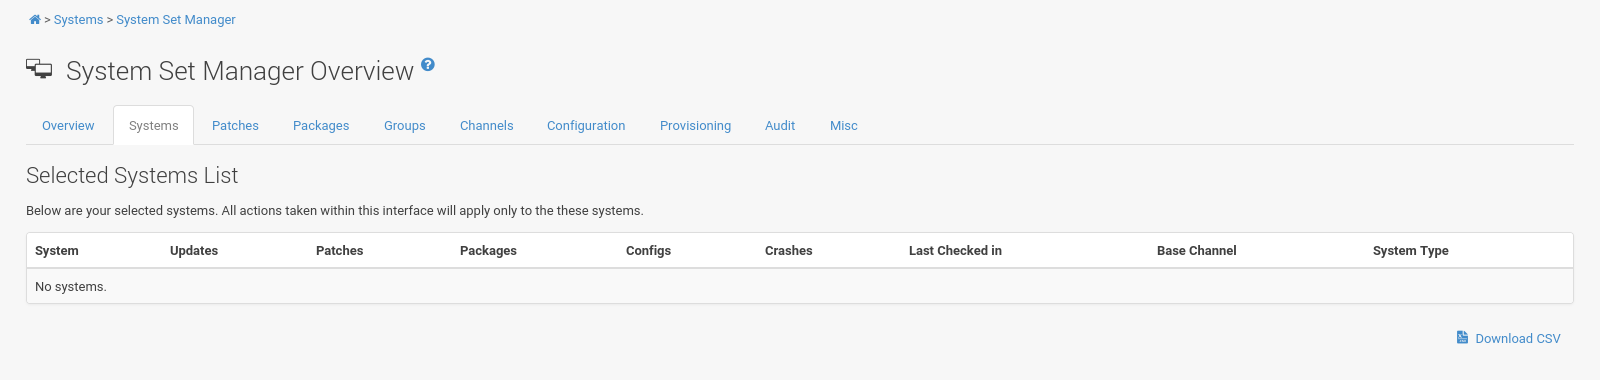 > Systems > System Set Manager
System Set Manager Overview ?
Overview Systems Patches Packages Groups Channels Configuration Provisioning Audit Misc
Selected Systems List
Below are your selected systems. All actions taken within this interface will apply only to the these systems.
System Updates Patches Packages Configs Crashes Last Checked in Base Channel System Type
No systems.
Download CSV